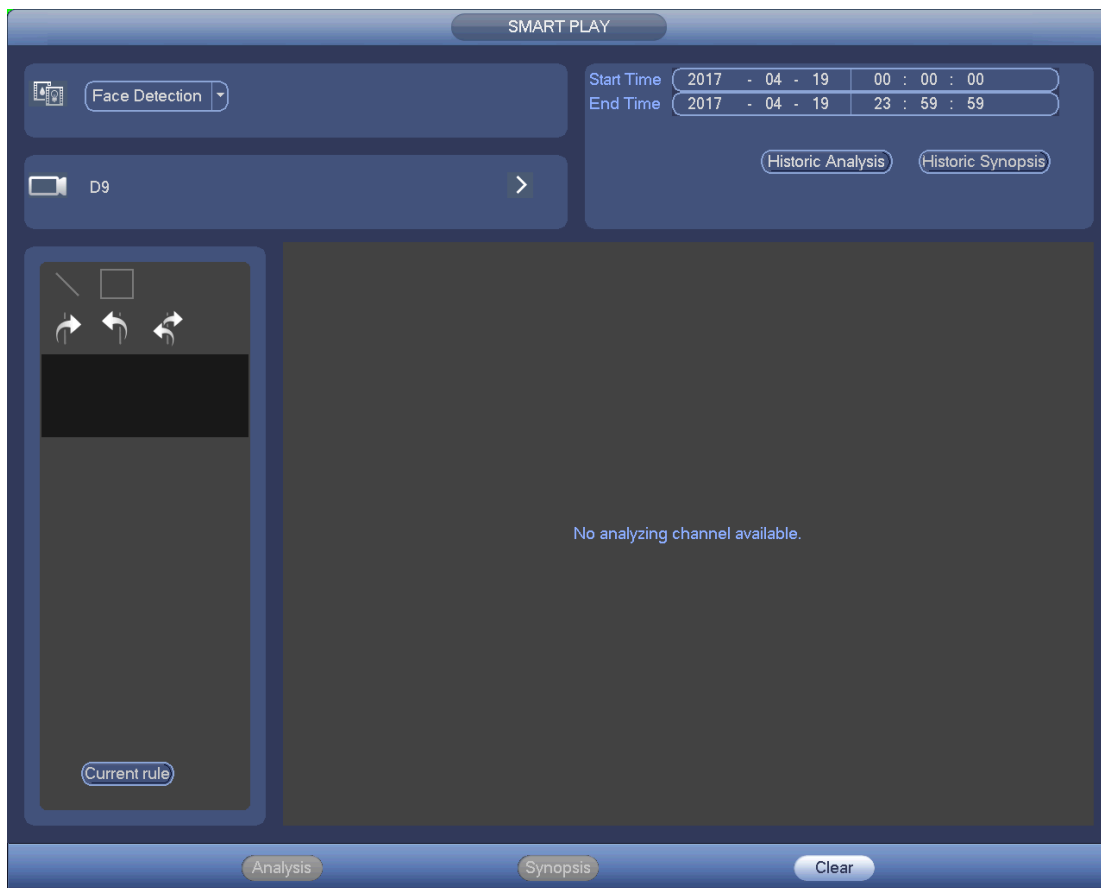 SMART PLAY
Face Detection
Start Time 2017 - 04 - 19 00 : 00 : 00
End Time 2017 - 04 - 19 23 : 59 : 59
Historic Analysis Historic Synopsis
D9
No analyzing channel available.
Current rule
Analysis Synopsis Clear